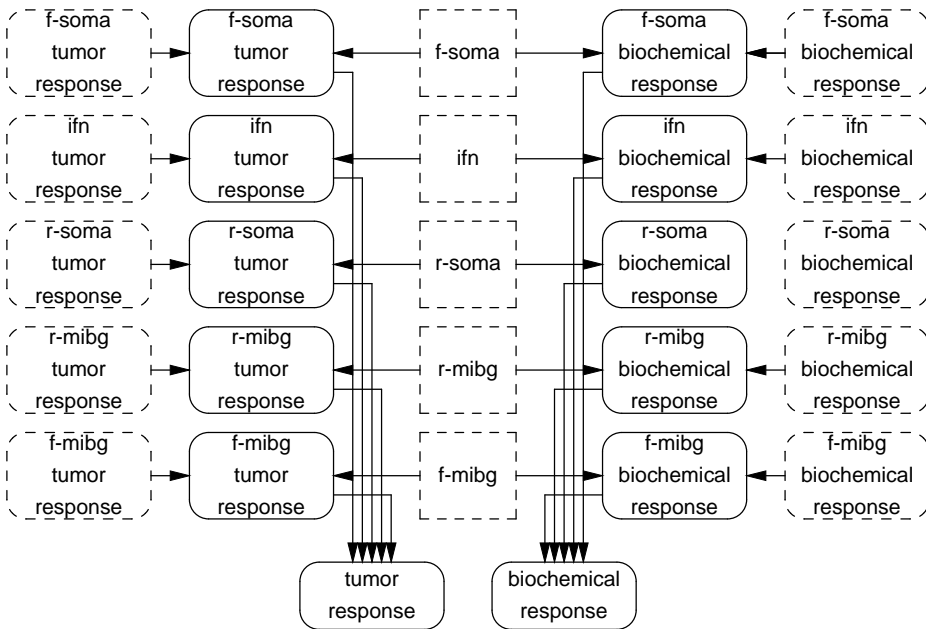 f-soma
tumor
response
f-soma
tumor
response
f-soma
f-soma
biochemical
response
f-soma
biochemical
response
ifn
tumor
response
ifn
tumor
response
ifn
ifn
biochemical
response
ifn
biochemical
response
r-soma
tumor
response
r-soma
tumor
response
r-soma
r-soma
biochemical
response
r-soma
biochemical
response
r-mibg
tumor
response
r-mibg
tumor
response
r-mibg
r-mibg
biochemical
response
r-mibg
biochemical
response
f-mibg
tumor
response
f-mibg
tumor
response
f-mibg
f-mibg
biochemical
response
f-mibg
biochemical
response
tumor
response
biochemical
response